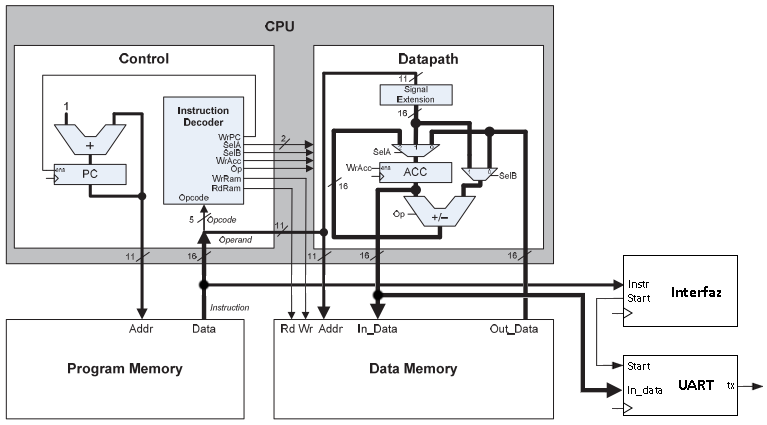 CPU
Control
Datapath
11
Signal
Extension
16
1
Instruction
Decoder
WrPC
SelA
SelB
WrAcc
Op
WrRam
RdRam
Opcode
2
+
ena
PC
SelA
WrAcc
ena
ACC
SelB
16
Op
+/−
5
Opcode
Operand
11
11
16
11
16
16
Instruction
Addr
Data
Program Memory
Rd
Wr
Addr
In_Data
Out_Data
Data Memory
Instr
Start
Interfaz
Start
In_data
UART
tx